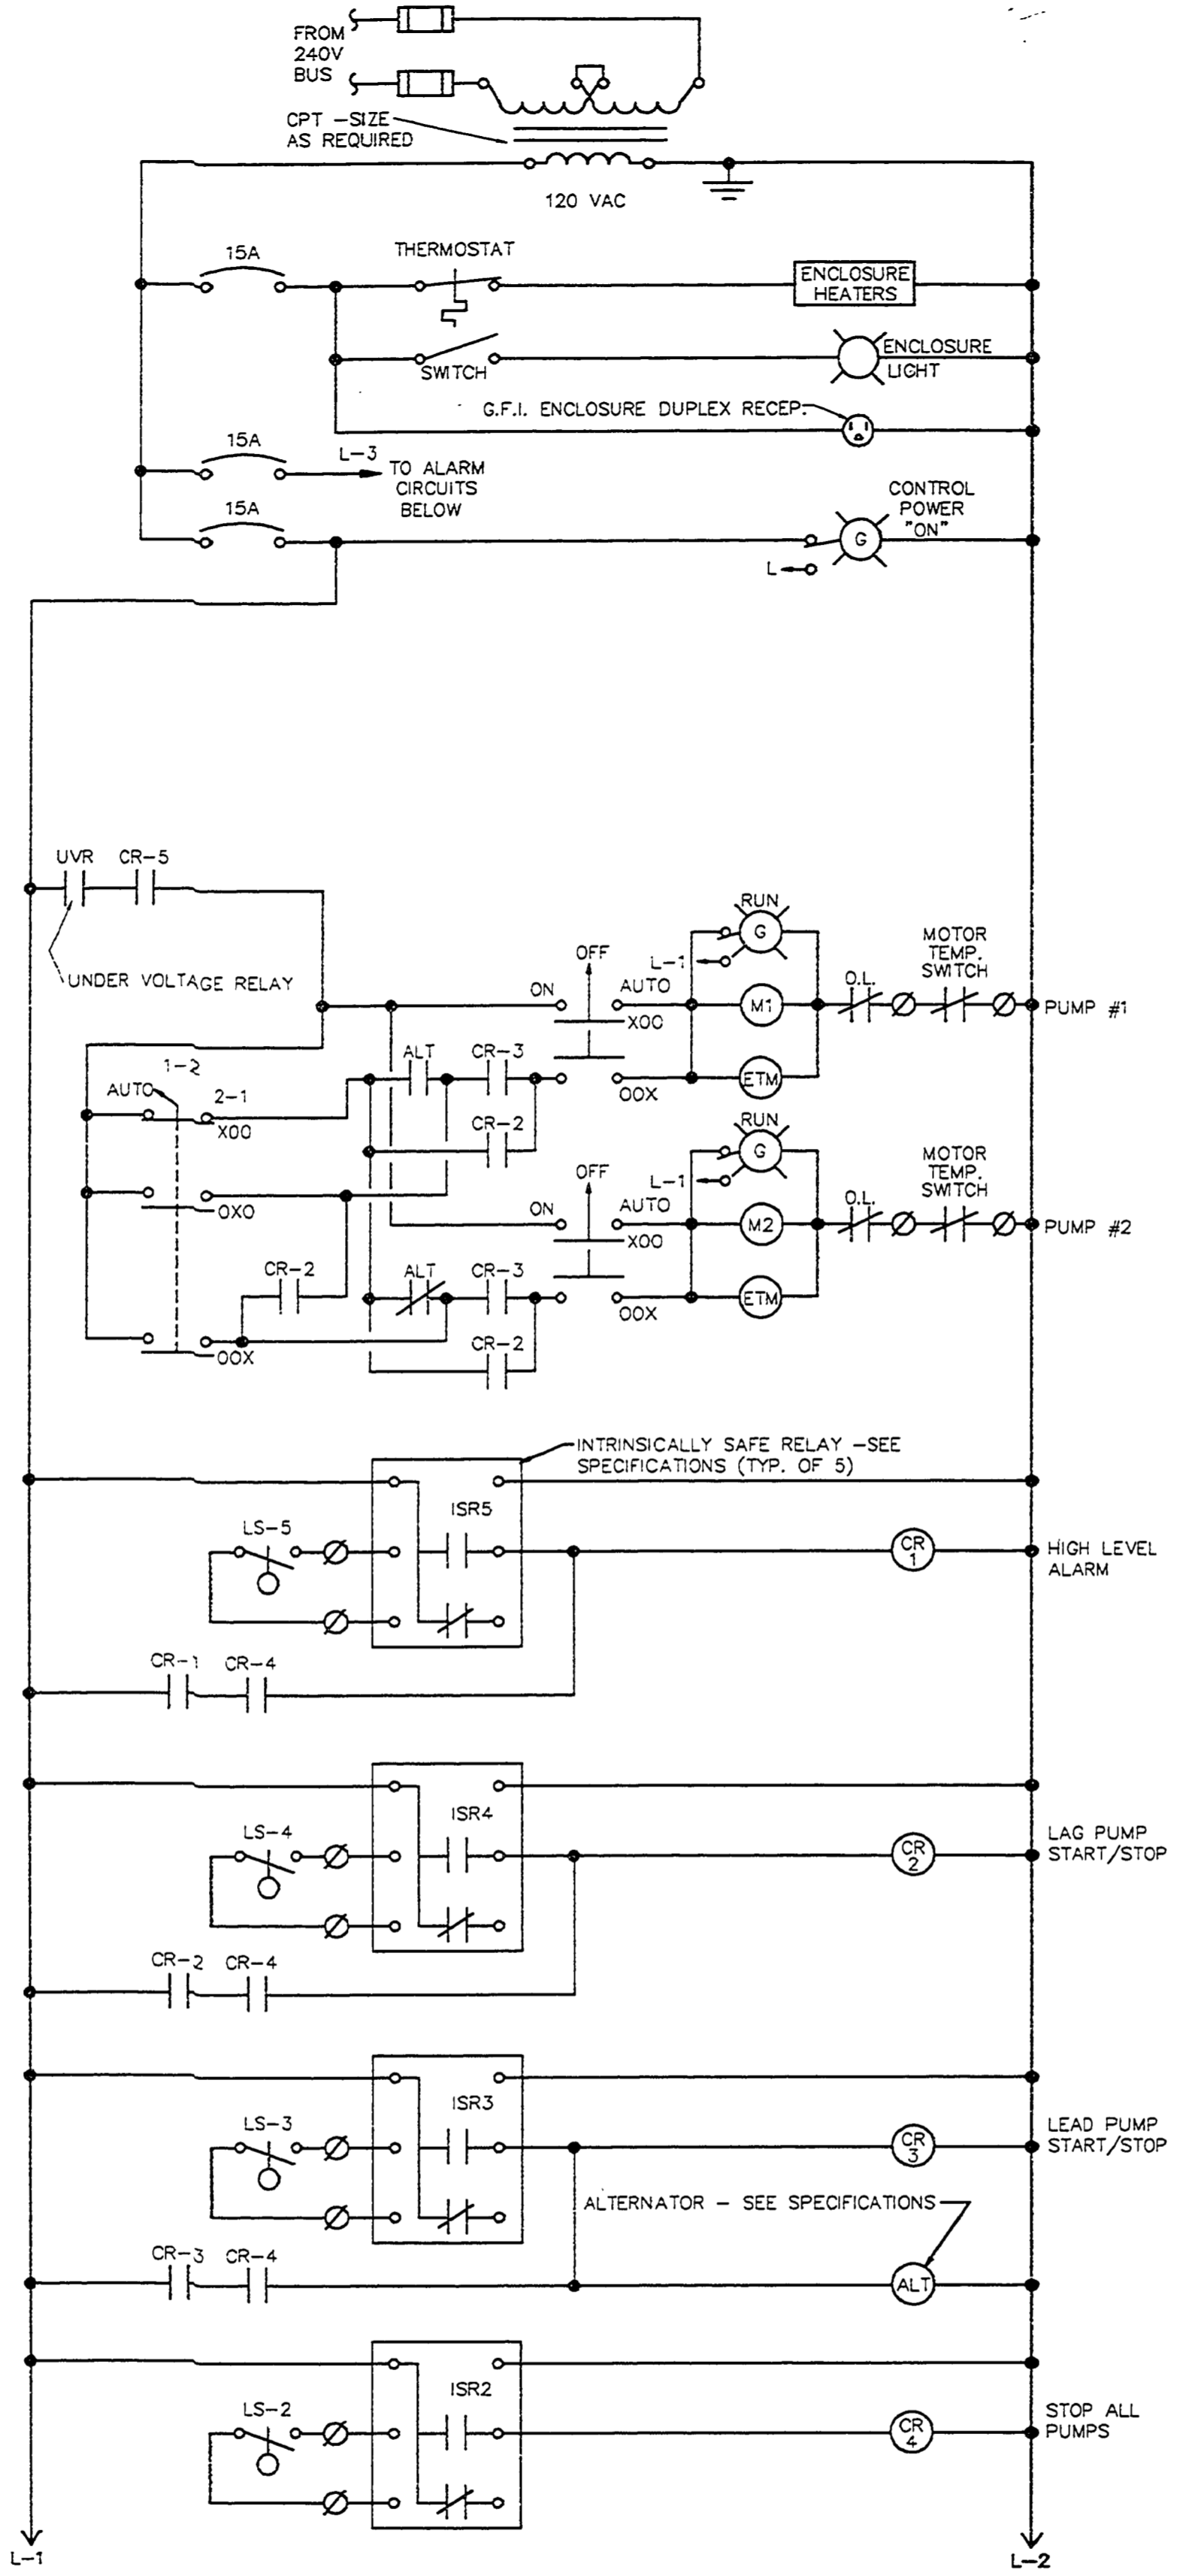 FROM
240V
BUS
CPT -SIZE
AS REQUIRED
120 VAC
15A
THERMOSTAT
ENCLOSURE
HEATERS
SWITCH
ENCLOSURE
LIGHT
G.F.I. ENCLOSURE DUPLEX RECEP.
15A
L-3
TO ALARM
CIRCUITS
BELOW
15A
CONTROL
POWER
"ON"
G
L
UVR CR-5
UNDER VOLTAGE RELAY
RUN
G
L-1
OFF
ON AUTO
X00
M1
O.L.
MOTOR
TEMP.
SWITCH
PUMP #1
1-2
AUTO
2-1
X00
ALT CR-3
00X
ETM
CR-2
RUN
G
L-1
OFF
ON AUTO
X00
M2
O.L.
MOTOR
TEMP.
SWITCH
PUMP #2
0X0
CR-2
ALT CR-3
00X
ETM
CR-2
00X
INTRINSICALLY SAFE RELAY -SEE
SPECIFICATIONS (TYP. OF 5)
ISR5
LS-5
CR
1
HIGH LEVEL
ALARM
CR-1 CR-4
ISR4
LS-4
CR
2
LAG PUMP
START/STOP
CR-2 CR-4
ISR3
LS-3
CR
3
LEAD PUMP
START/STOP
ALTERNATOR - SEE SPECIFICATIONS
CR-3 CR-4
ALT
ISR2
LS-2
CR
4
STOP ALL
PUMPS
L-1
L-2